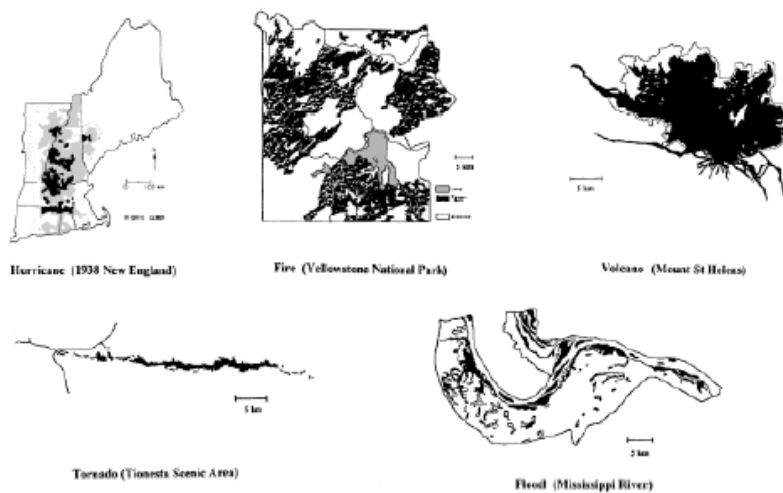 Hurricane (1938 New England)
Fire (Yellowstone National Park)
5 km
Volcano (Mount St Helens)
5 km
Tornado (Tionesta Scenic Area)
5 km
Flood (Mississippi River)